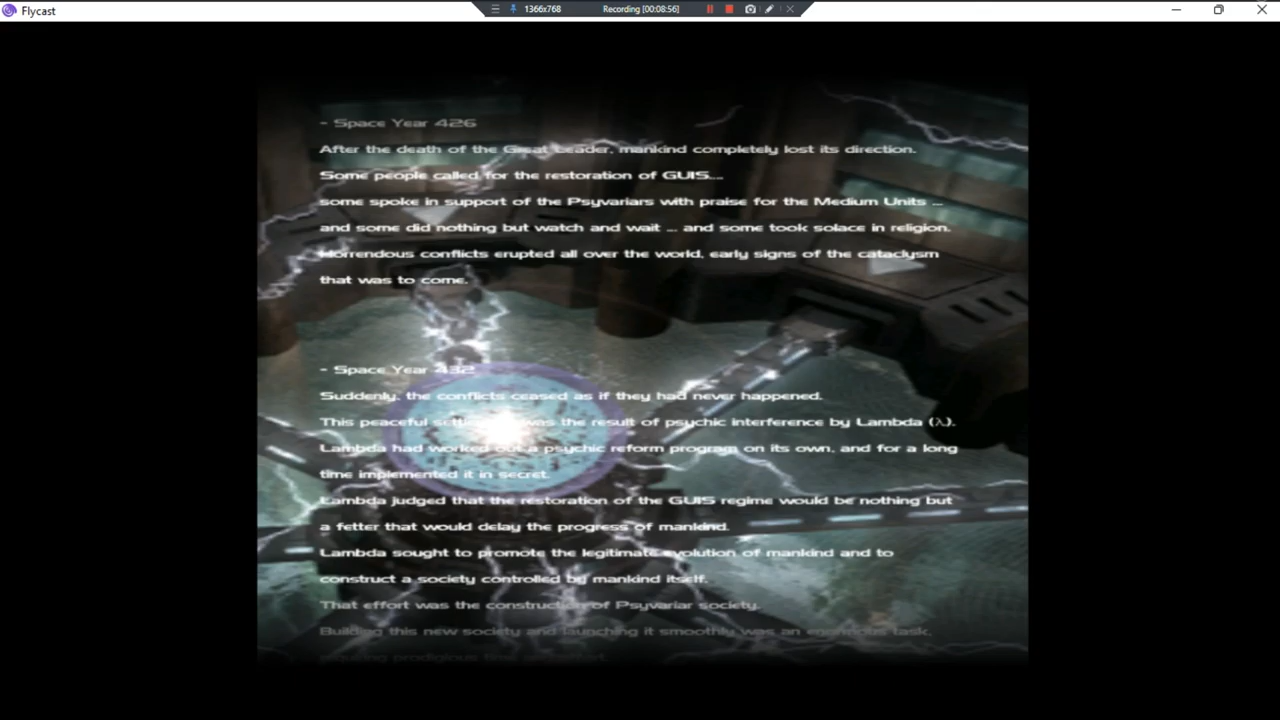 Flycast
1366x768
Recording [00:08:56]
- Space Year 426
After the death of the Great Leader, mankind completely lost its direction.
Some people called for the restoration of GUIS....
some spoke in support of the Psyvariars with praise for the Medium Units ...
and some did nothing but watch and wait ... and some took solace in religion.
Horrendous conflicts erupted all over the world, early signs of the cataclysm
that was to come.
- Space Year 432
Suddenly, the conflicts ceased as if they had never happened.
This peaceful was the result of psychic interference by Lambda (λ).
Lambda had worked out a psychic reform program on its own, and for a long
time implemented it in secret.
Lambda judged that the restoration of the GUIS regime would be nothing but
a fetter that would delay the progress of mankind.
Lambda sought to promote the legitimate evolution of mankind and to
construct a society controlled by mankind itself.
That effort was the construction of Psyvariar society.
Building this new society and launching it smoothly was an enormous task,
requiring prodigious time and effort.